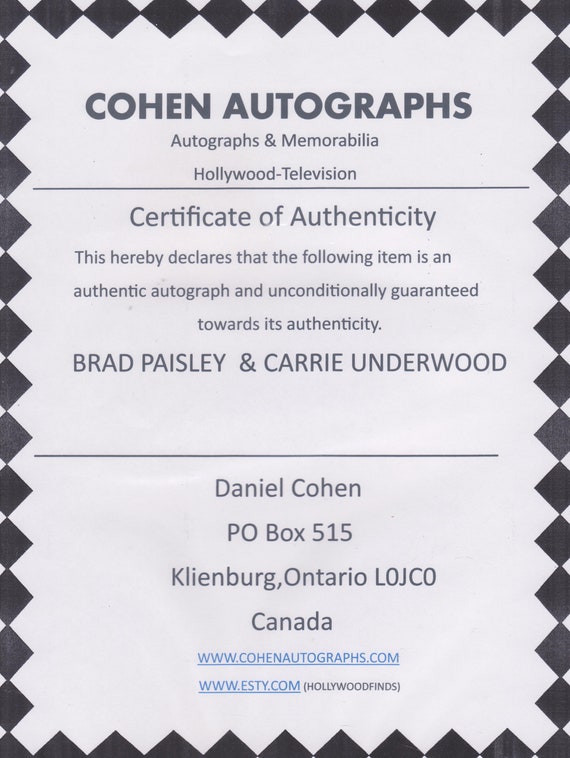 COHEN AUTOGRAPHS
Autographs & Memorabilia
Hollywood-Television
Certificate of Authenticity
This hereby declares that the following item is an
authentic autograph and unconditionally guaranteed
towards its authenticity.
BRAD PAISLEY & CARRIE UNDERWOOD
Daniel Cohen
PO Box 515
Klienburg,Ontario L0JC0
Canada
WWW.COHENAUTOGRAPHS.COM
WWW.ESTY.COM (HOLLYWOODFINDS)